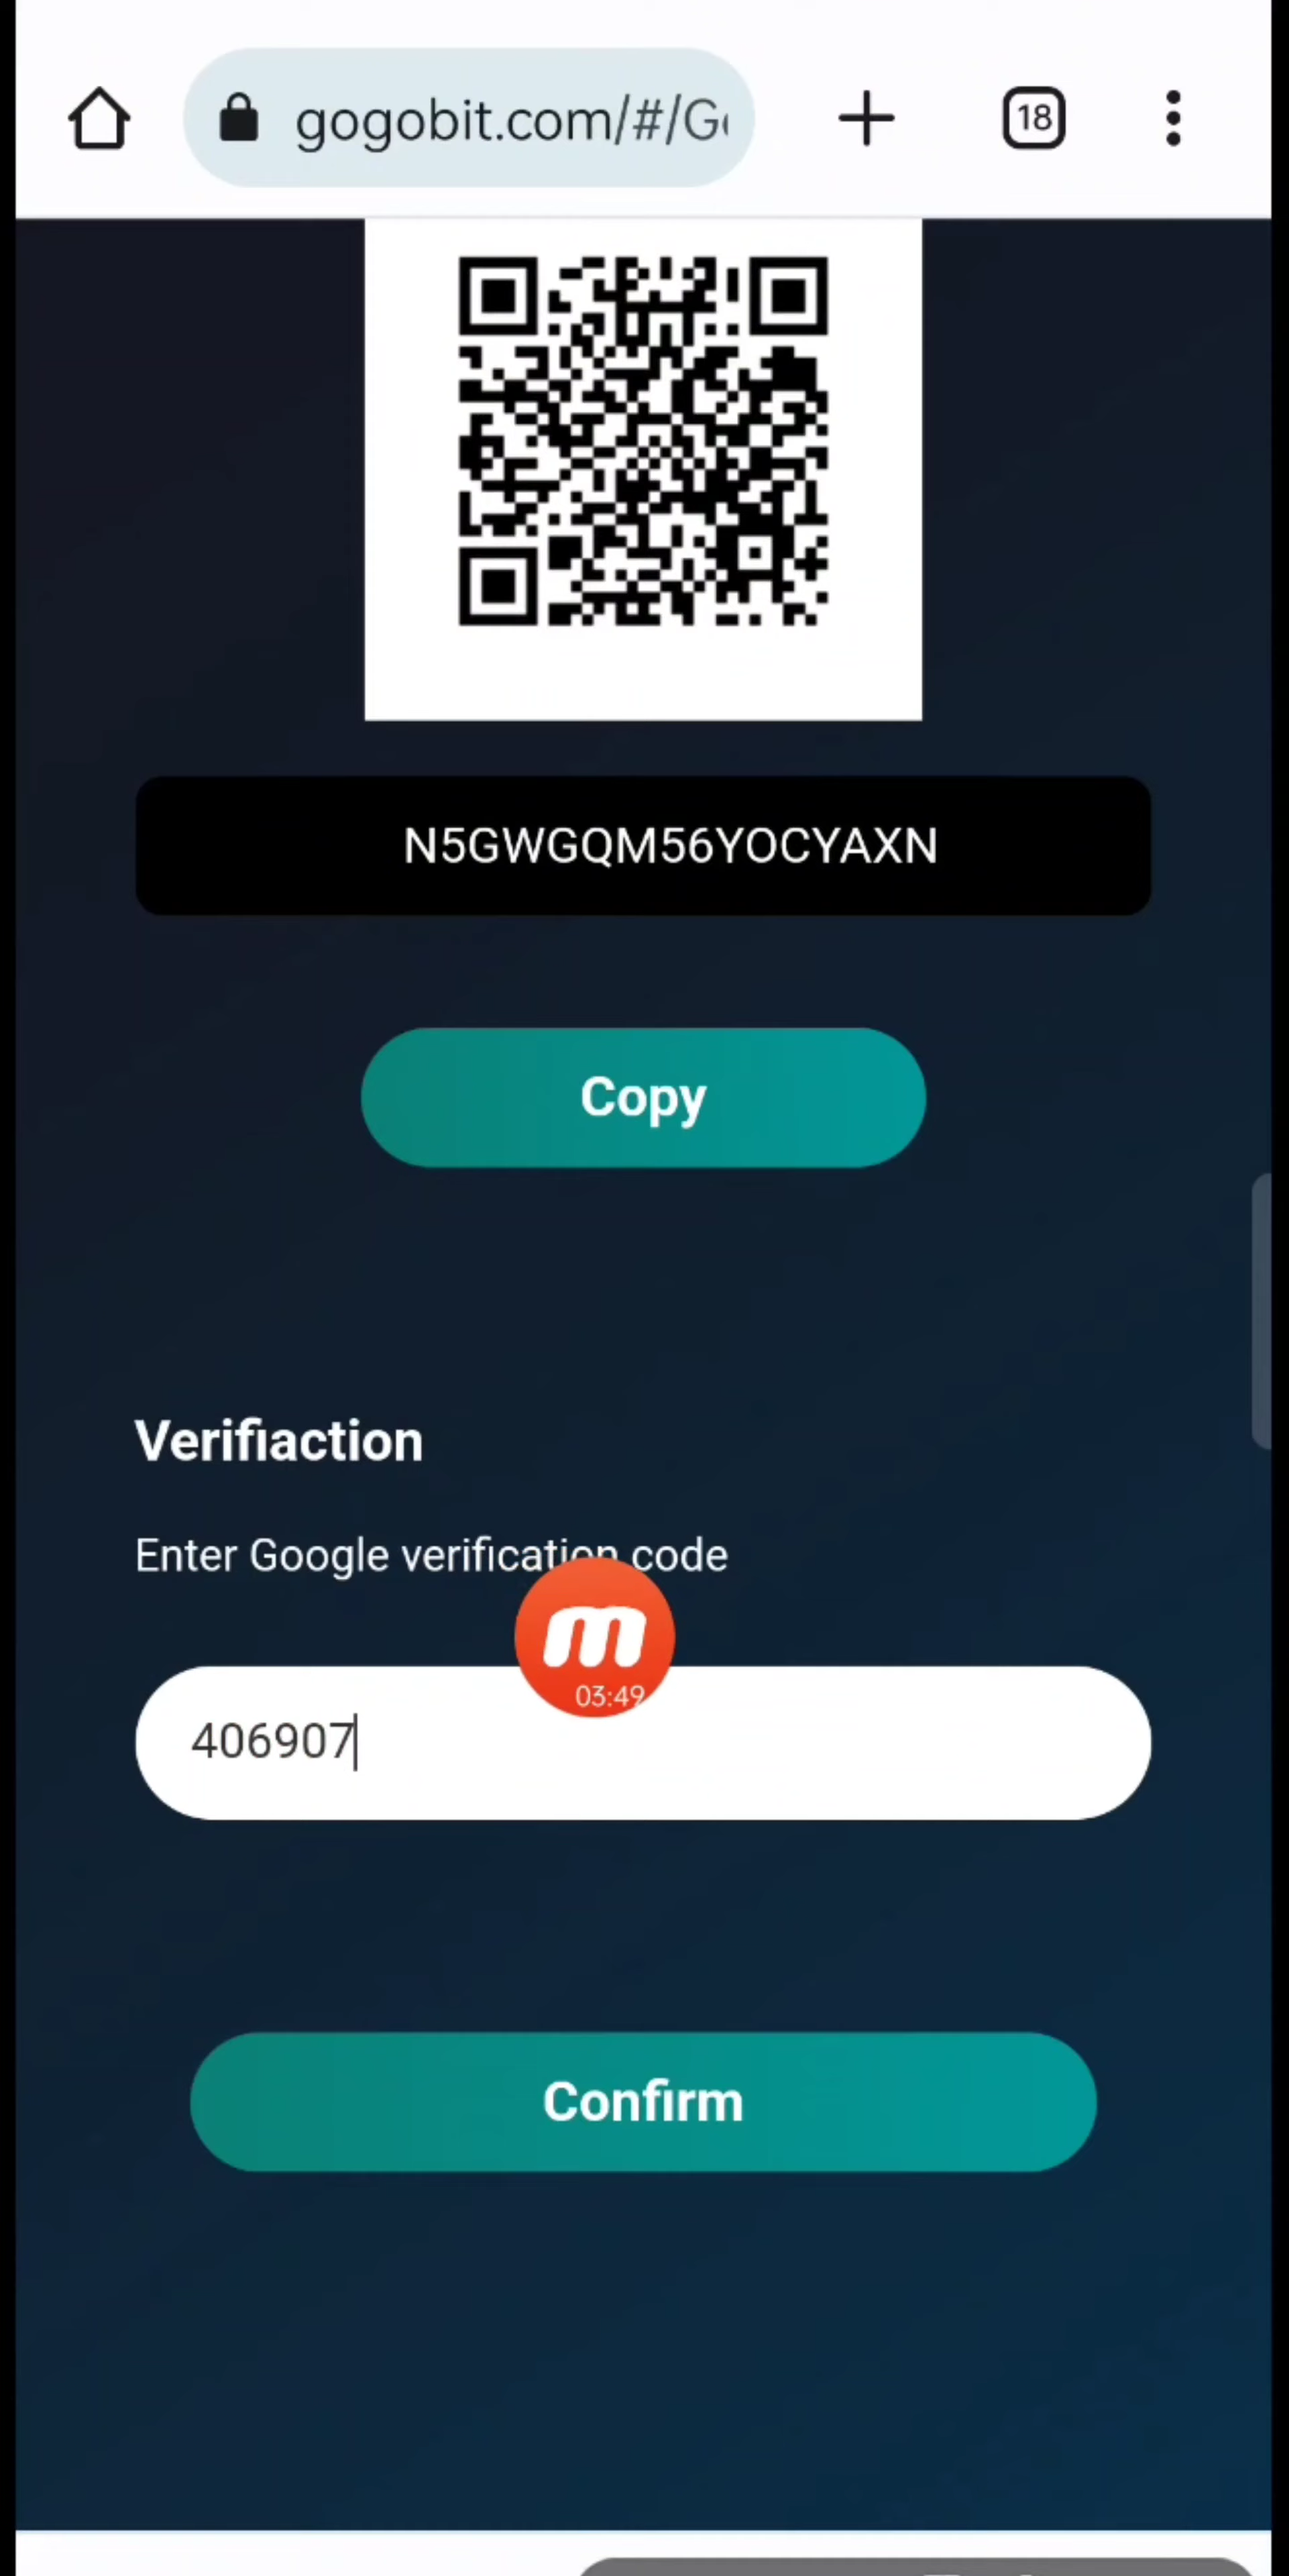 gogobit.com/#/G
18
N5GWGQM56YOCYAXN
Copy
Verifiaction
Enter Google verification code
m
03:49
406907
Confirm